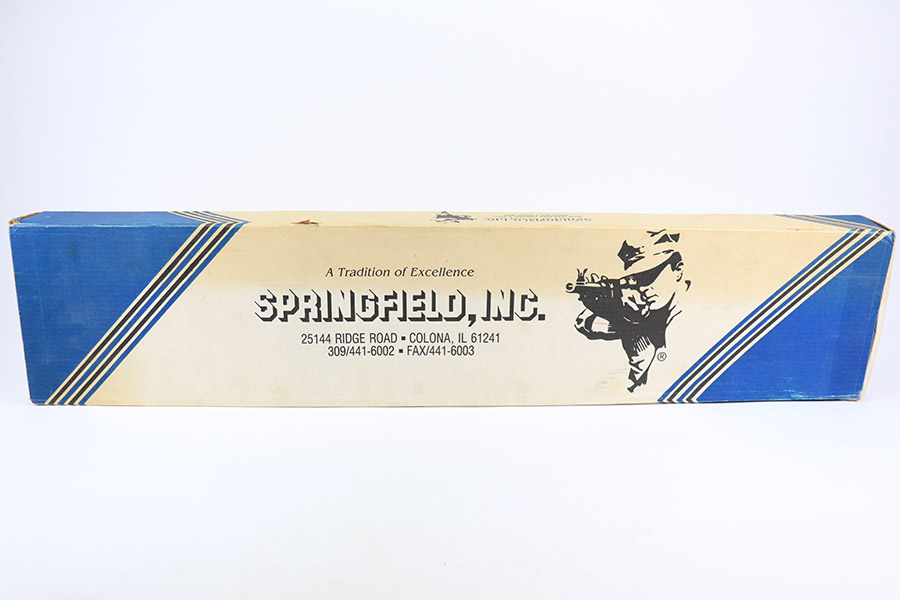 A Tradition of Excellence
SPRINGFIELD, INC.
25144 RIDGE ROAD ▪ COLONA, IL 61241
309/441-6002 ▪ FAX/441-6003
®